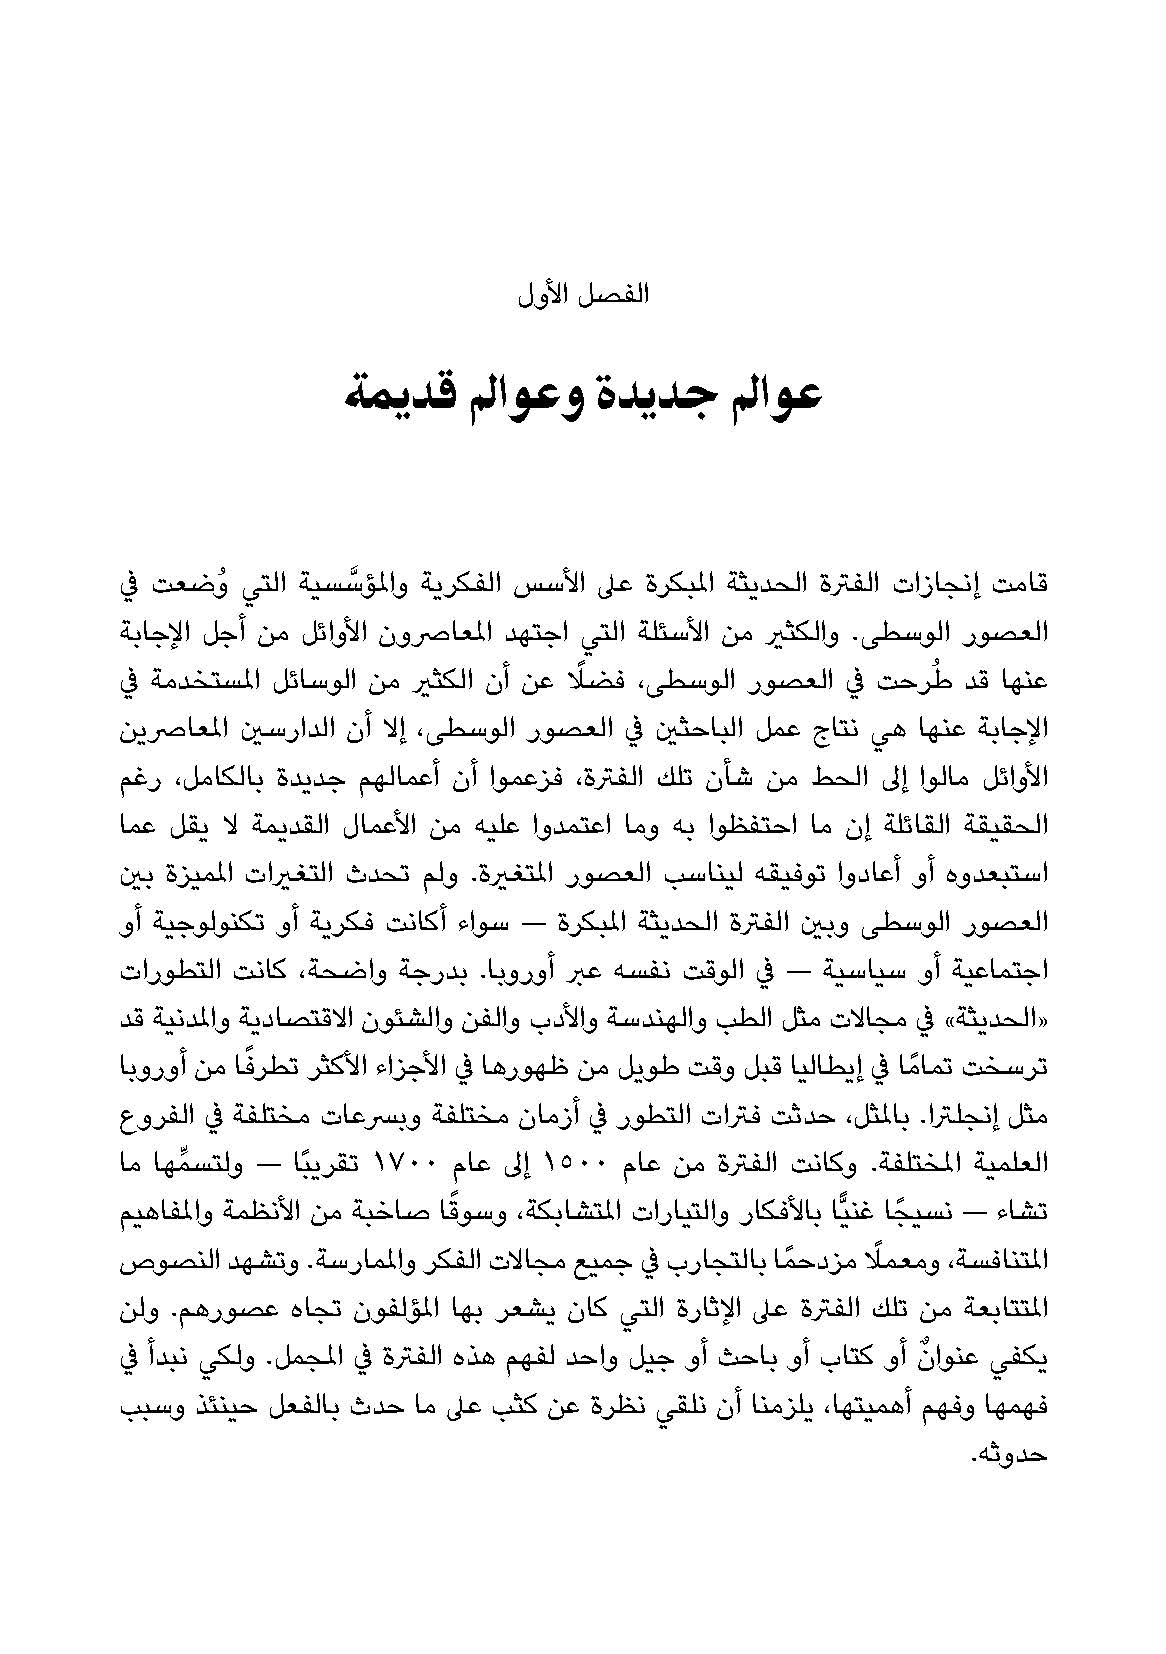 الفصل الأول
عوالم جديدة وعوالم قديمة
قامت إنجازات الفترة الحديثة المبكرة على الأسس الفكرية والمؤسَّسية التي وُضعت في
العصور الوسطى. والكثير من الأسئلة التي اجتهد المعاصرون الأوائل من أجل الإجابة
عنها قد طُرحت في العصور الوسطى، فضلًا عن أن الكثير من الوسائل المستخدمة في
الإجابة عنها هي نتاج عمل الباحثين في العصور الوسطى، إلا أن الدارسين المعاصرين
الأوائل مالوا إلى الحط من شأن تلك الفترة، فزعموا أن أعمالهم جديدة بالكامل، رغم
الحقيقة القائلة إن ما احتفظوا به وما اعتمدوا عليه من الأعمال القديمة لا يقل عما
استبعدوه أو أعادوا توفيقه ليناسب العصور المتغيرة. ولم تحدث التغيرات المميزة بين
العصور الوسطى وبين الفترة الحديثة المبكرة — سواء أكانت فكرية أو تكنولوجية أو
اجتماعية أو سياسية — في الوقت نفسه عبر أوروبا. بدرجة واضحة، كانت التطورات
«الحديثة» في مجالات مثل الطب والهندسة والأدب والفن والشئون الاقتصادية والمدنية قد
ترسخت تمامًا في إيطاليا قبل وقت طويل من ظهورها في الأجزاء الأكثر تطرفًا من أوروبا
مثل إنجلترا. بالمثل، حدثت فترات التطور في أزمان مختلفة وبسرعات مختلفة في الفروع
العلمية المختلفة. وكانت الفترة من عام ١٥٠٠ إلى عام ١٧٠٠ تقريبًا — ولتسمِّها ما
تشاء — نسيجًا غنيًّا بالأفكار والتيارات المتشابكة، وسوقًا صاخبة من الأنظمة والمفاهيم
المتنافسة، ومعملًا مزدحمًا بالتجارب في جميع مجالات الفكر والممارسة. وتشهد النصوص
المتتابعة من تلك الفترة على الإثارة التي كان يشعر بها المؤلفون تجاه عصورهم. ولن
يكفي عنوانٌ أو كتاب أو باحث أو جيل واحد لفهم هذه الفترة في المجمل. ولكي نبدأ في
فهمها وفهم أهميتها، يلزمنا أن نلقي نظرة عن كثب على ما حدث بالفعل حينئذ وسبب
حدوثه.